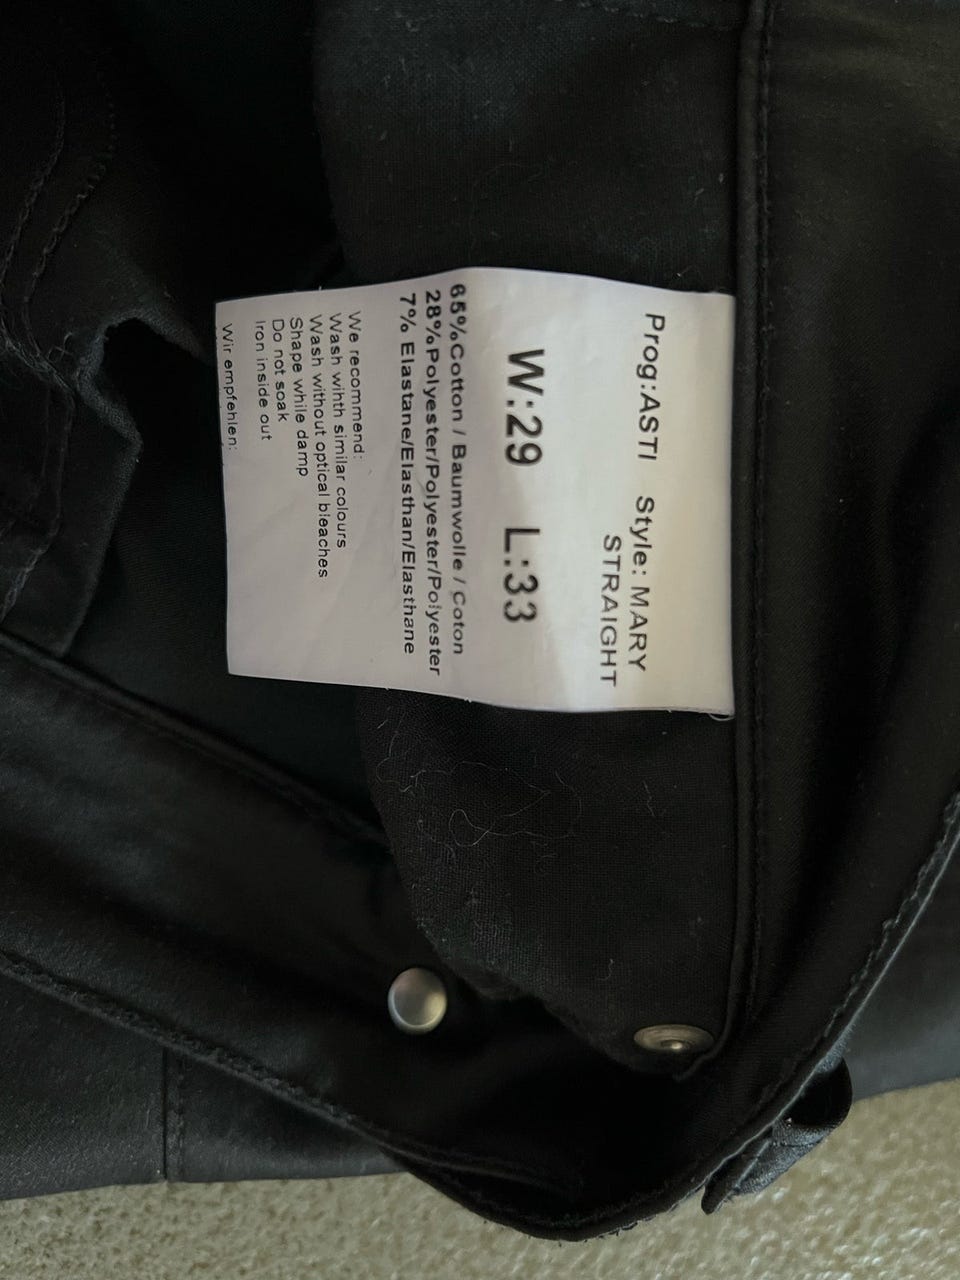 Prog:ASTI Style: MARY
STRAIGHT
W:29 L:33
65%Cotton / Baumwolle / Coton
28%Polyester/Polyester/Polyester
7% Elastane/Elasthan/Elasthane
We recommend:
Wash wihth similar colours
Wash without optical bleaches
Shape while damp
Do not soak
Iron inside out
Wir empfehlen: